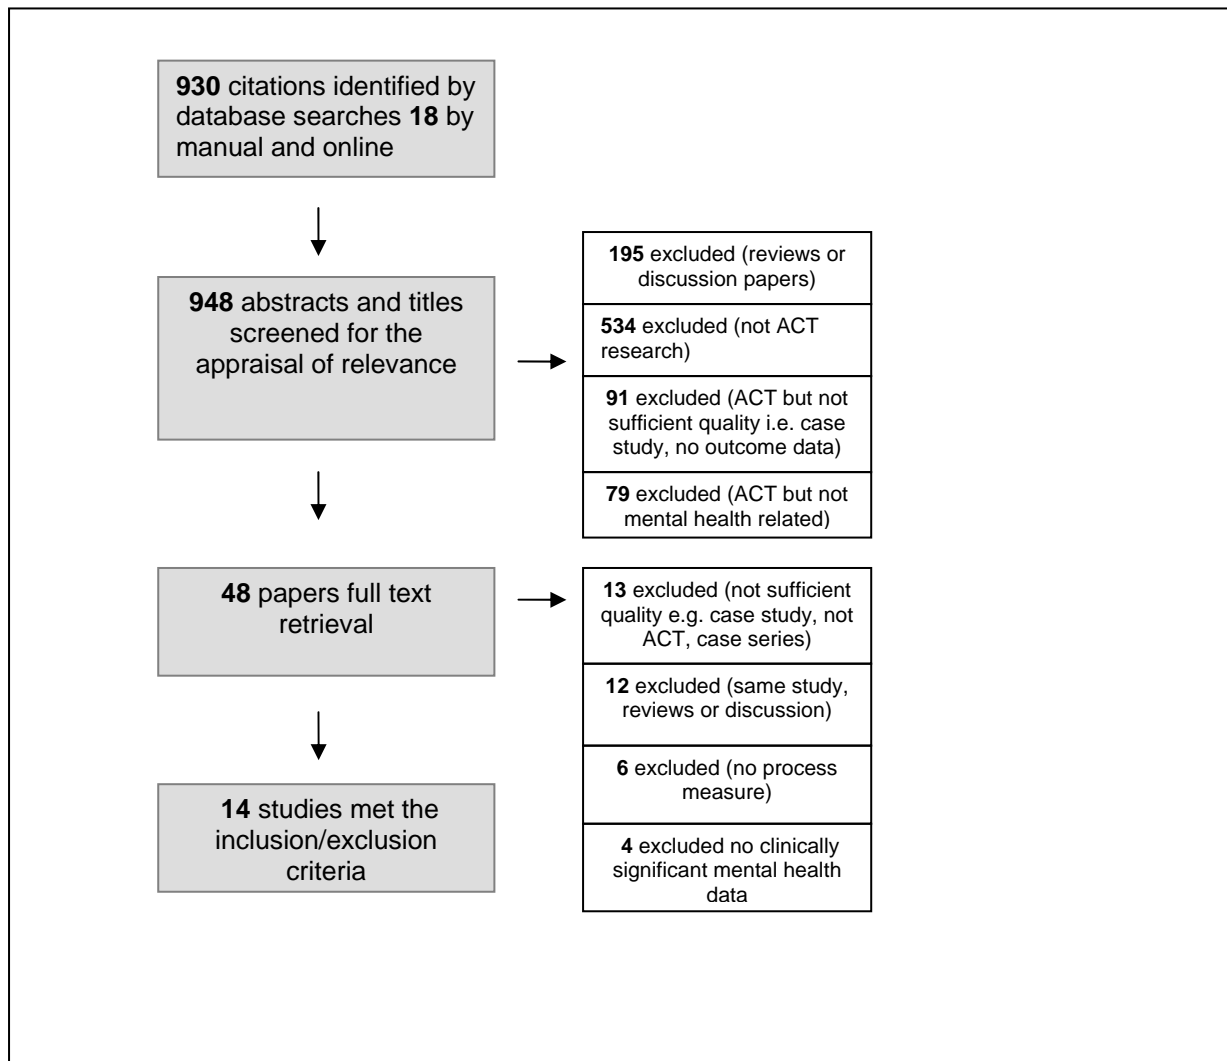 930 citations identified by
database searches 18 by
manual and online
948 abstracts and titles
screened for the
appraisal of relevance
195 excluded (reviews or
discussion papers)
534 excluded (not ACT
research)
91 excluded (ACT but not
sufficient quality i.e. case
study, no outcome data)
79 excluded (ACT but not
mental health related)
48 papers full text
retrieval
13 excluded (not sufficient
quality e.g. case study, not
ACT, case series)
12 excluded (same study,
reviews or discussion)
6 excluded (no process
measure)
4 excluded no clinically
significant mental health
data
14 studies met the
inclusion/exclusion
criteria